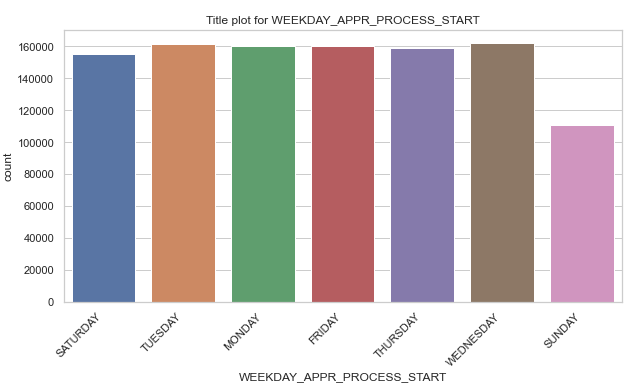 Title plot for WEEKDAY_APPR_PROCESS_START
160000
140000
120000
100000
80000
60000
40000
20000
0
count
SATURDAY
TUESDAY
MONDAY
FRIDAY
THURSDAY
WEDNESDAY
SUNDAY
WEEKDAY_APPR_PROCESS_START